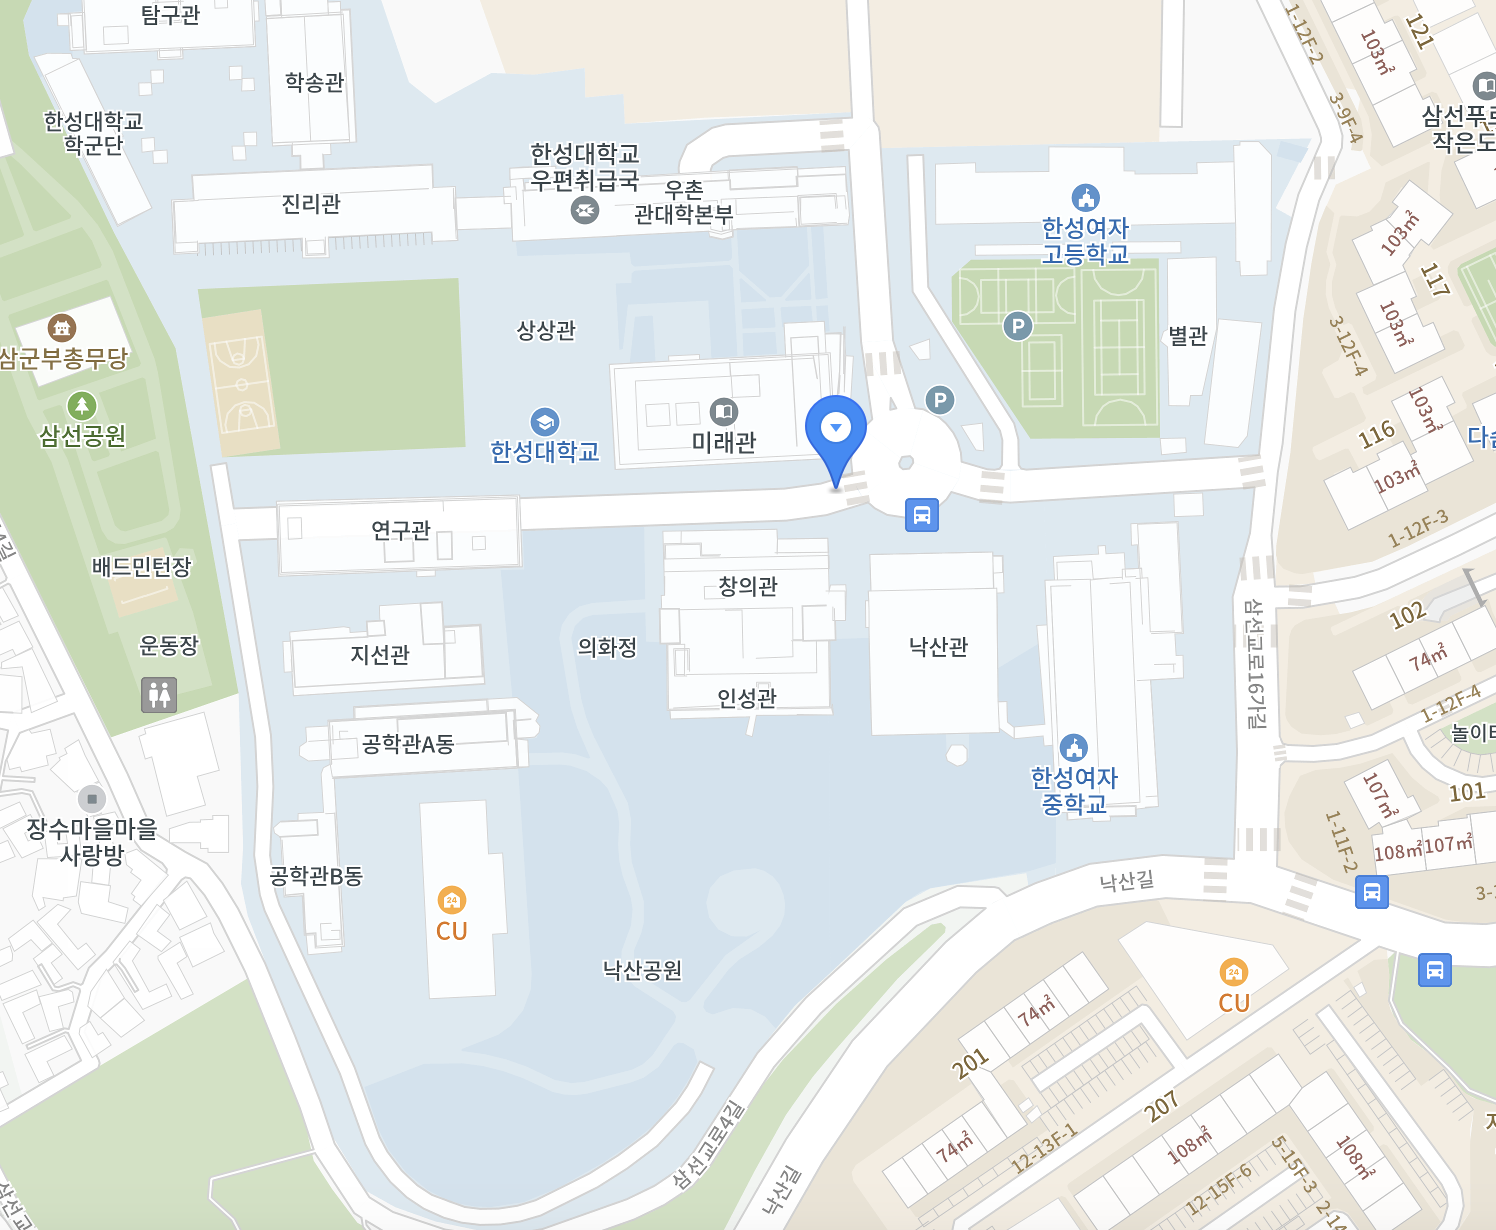 탐구관
학송관
한성대학교
학군단
한성대학교
우편취급국
우촌
관대학본부
진리관
한성여자
고등학교
P
별관
상상관
삼군부총무당
삼선공원
한성대학교
미래관
P
연구관
배드민턴장
운동장
창의관
의화정
지선관
낙산관
인성관
공학관A동
한성여자
중학교
장수마을마을
사랑방
공학관B동
24
CU
낙산공원
24
CU
낙산길
삼선교로16가길
삼선교로4길
낙산길
1-12F-2
121
103㎡
3-9F-4
삼선푸르
작은도
103㎡
117
103㎡
3-12F-4
103㎡
116
103㎡
1-12F-3
102
74㎡
1-12F-4
놀이터
107㎡
101
1-11F-2
108㎡
107㎡
74㎡
201
207
74㎡
12-13F-1
108㎡
5-15F-3
108㎡
12-15F-6